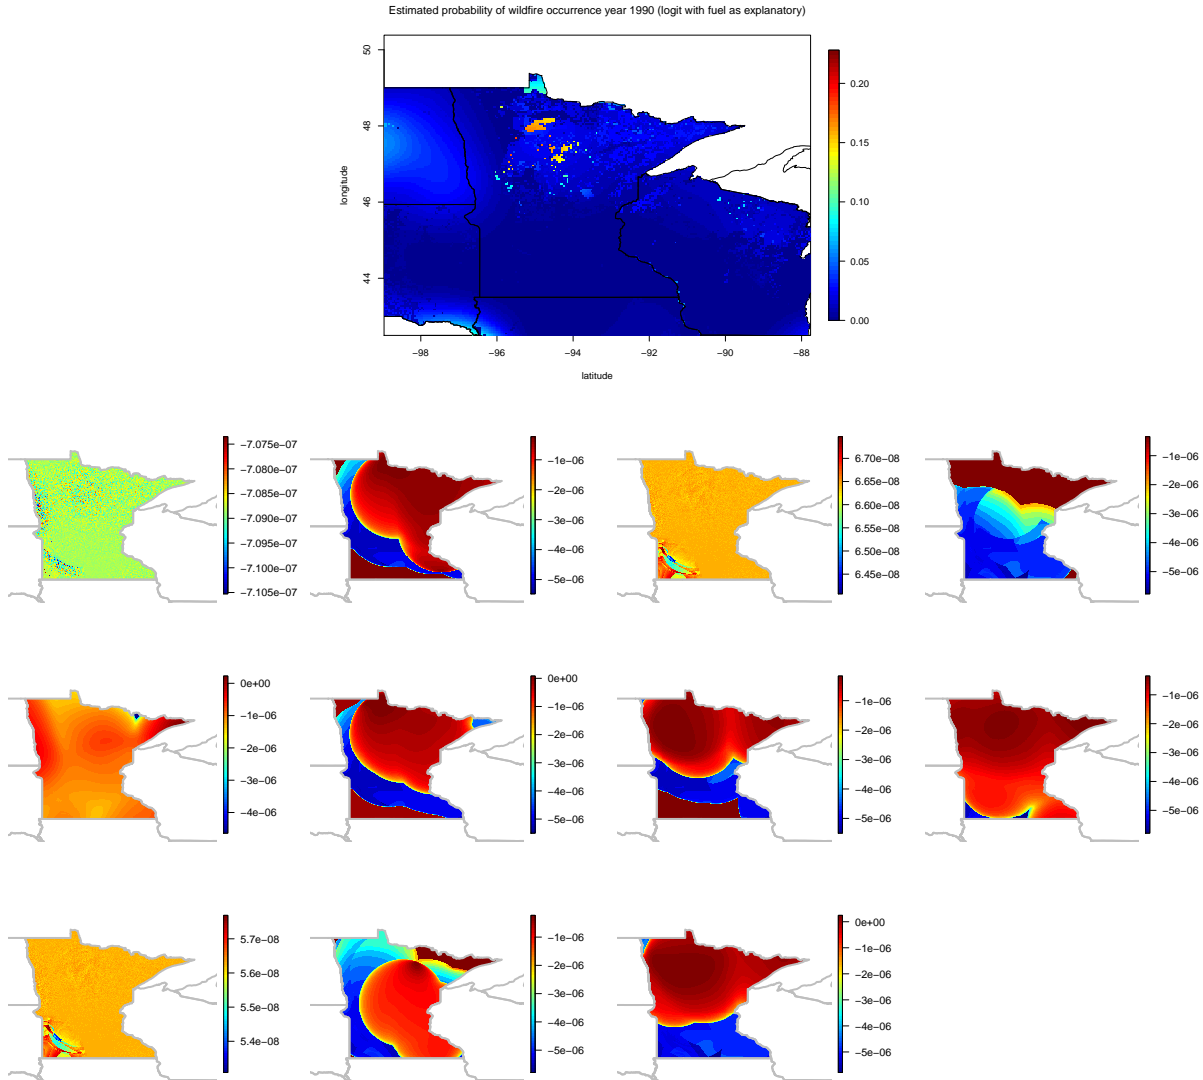 Estimated probability of wildfire occurrence year 1990 (logit with fuel as explanatory)
50
48
46
44
longitude
−98
−96
−94
−92
−90
−88
latitude
0.20
0.15
0.10
0.05
0.00
−7.075e−07
−7.080e−07
−7.085e−07
−7.090e−07
−7.095e−07
−7.100e−07
−7.105e−07
−1e−06
−2e−06
−3e−06
−4e−06
−5e−06
6.70e−08
6.65e−08
6.60e−08
6.55e−08
6.50e−08
6.45e−08
−1e−06
−2e−06
−3e−06
−4e−06
−5e−06
0e+00
−1e−06
−2e−06
−3e−06
−4e−06
0e+00
−1e−06
−2e−06
−3e−06
−4e−06
−5e−06
−1e−06
−2e−06
−3e−06
−4e−06
−5e−06
−1e−06
−2e−06
−3e−06
−4e−06
−5e−06
5.7e−08
5.6e−08
5.5e−08
5.4e−08
−1e−06
−2e−06
−3e−06
−4e−06
−5e−06
0e+00
−1e−06
−2e−06
−3e−06
−4e−06
−5e−06